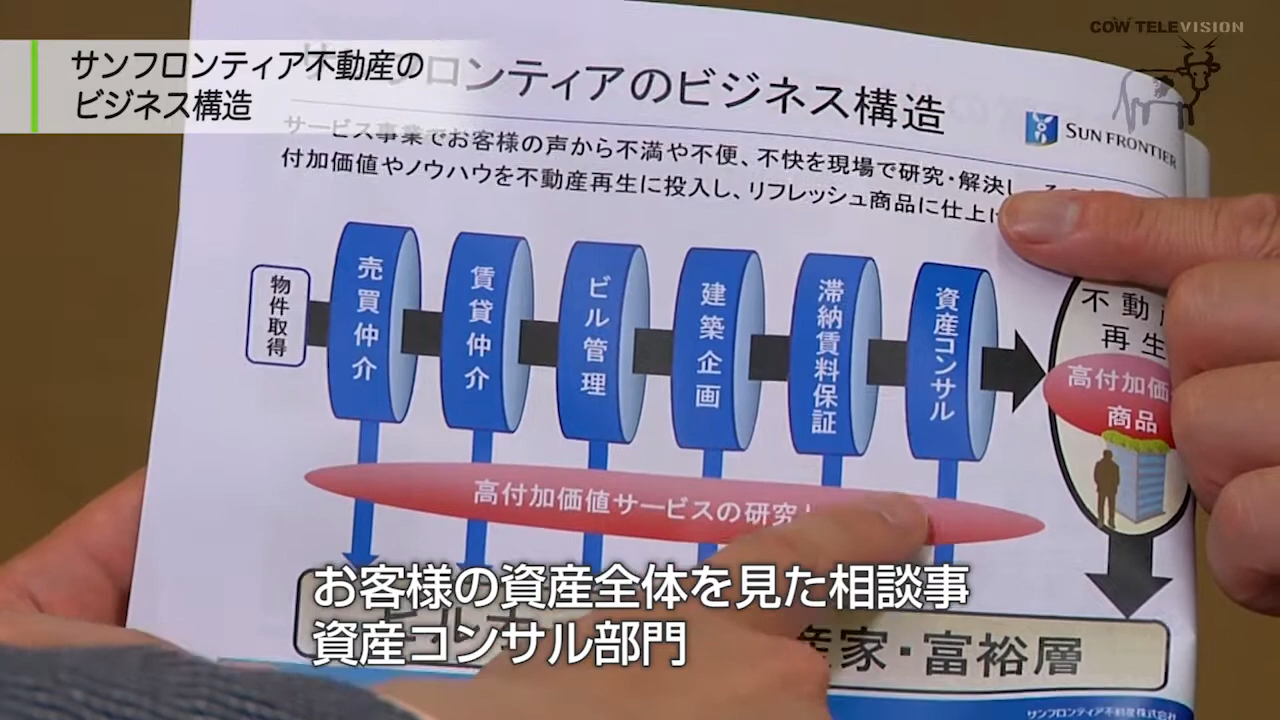 COW TELEVISION
サンフロンティア不動産の
ビジネス構造
ロンティアのビジネス構造
SUN FRONTIER
サービス事業でお客様の声から不満や不便、不快を現場で研究・解決し、
付加価値やノウハウを不動産再生に投入し、リフレッシュ商品に仕上げ
物件取得
売買仲介
賃貸仲介
ビル管理
建築企画
滞納賃料保証
資産コンサル
不動産
再生
高付加価
商品
高付加価値サービスの研究
お客様の資産全体を見た相談事
資産コンサル部門
産家・富裕層
サンフロンティア不動産株式会社